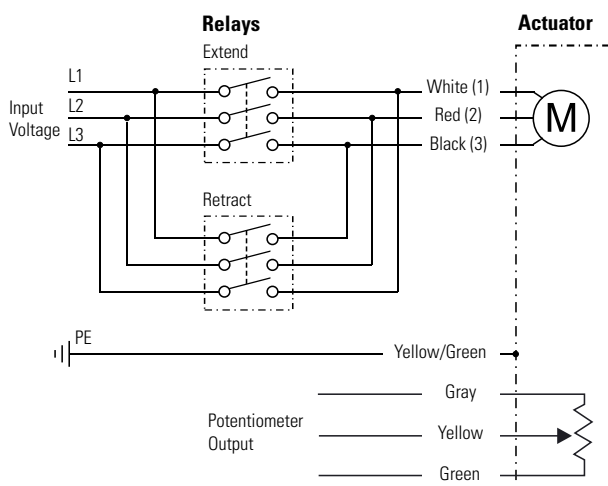 Relays
Actuator
Extend
L1
White (1)
Input
Voltage
L2
Red (2)
M
L3
Black (3)
Retract
PE
Yellow/Green
Gray
Potentiometer
Output
Yellow
Green